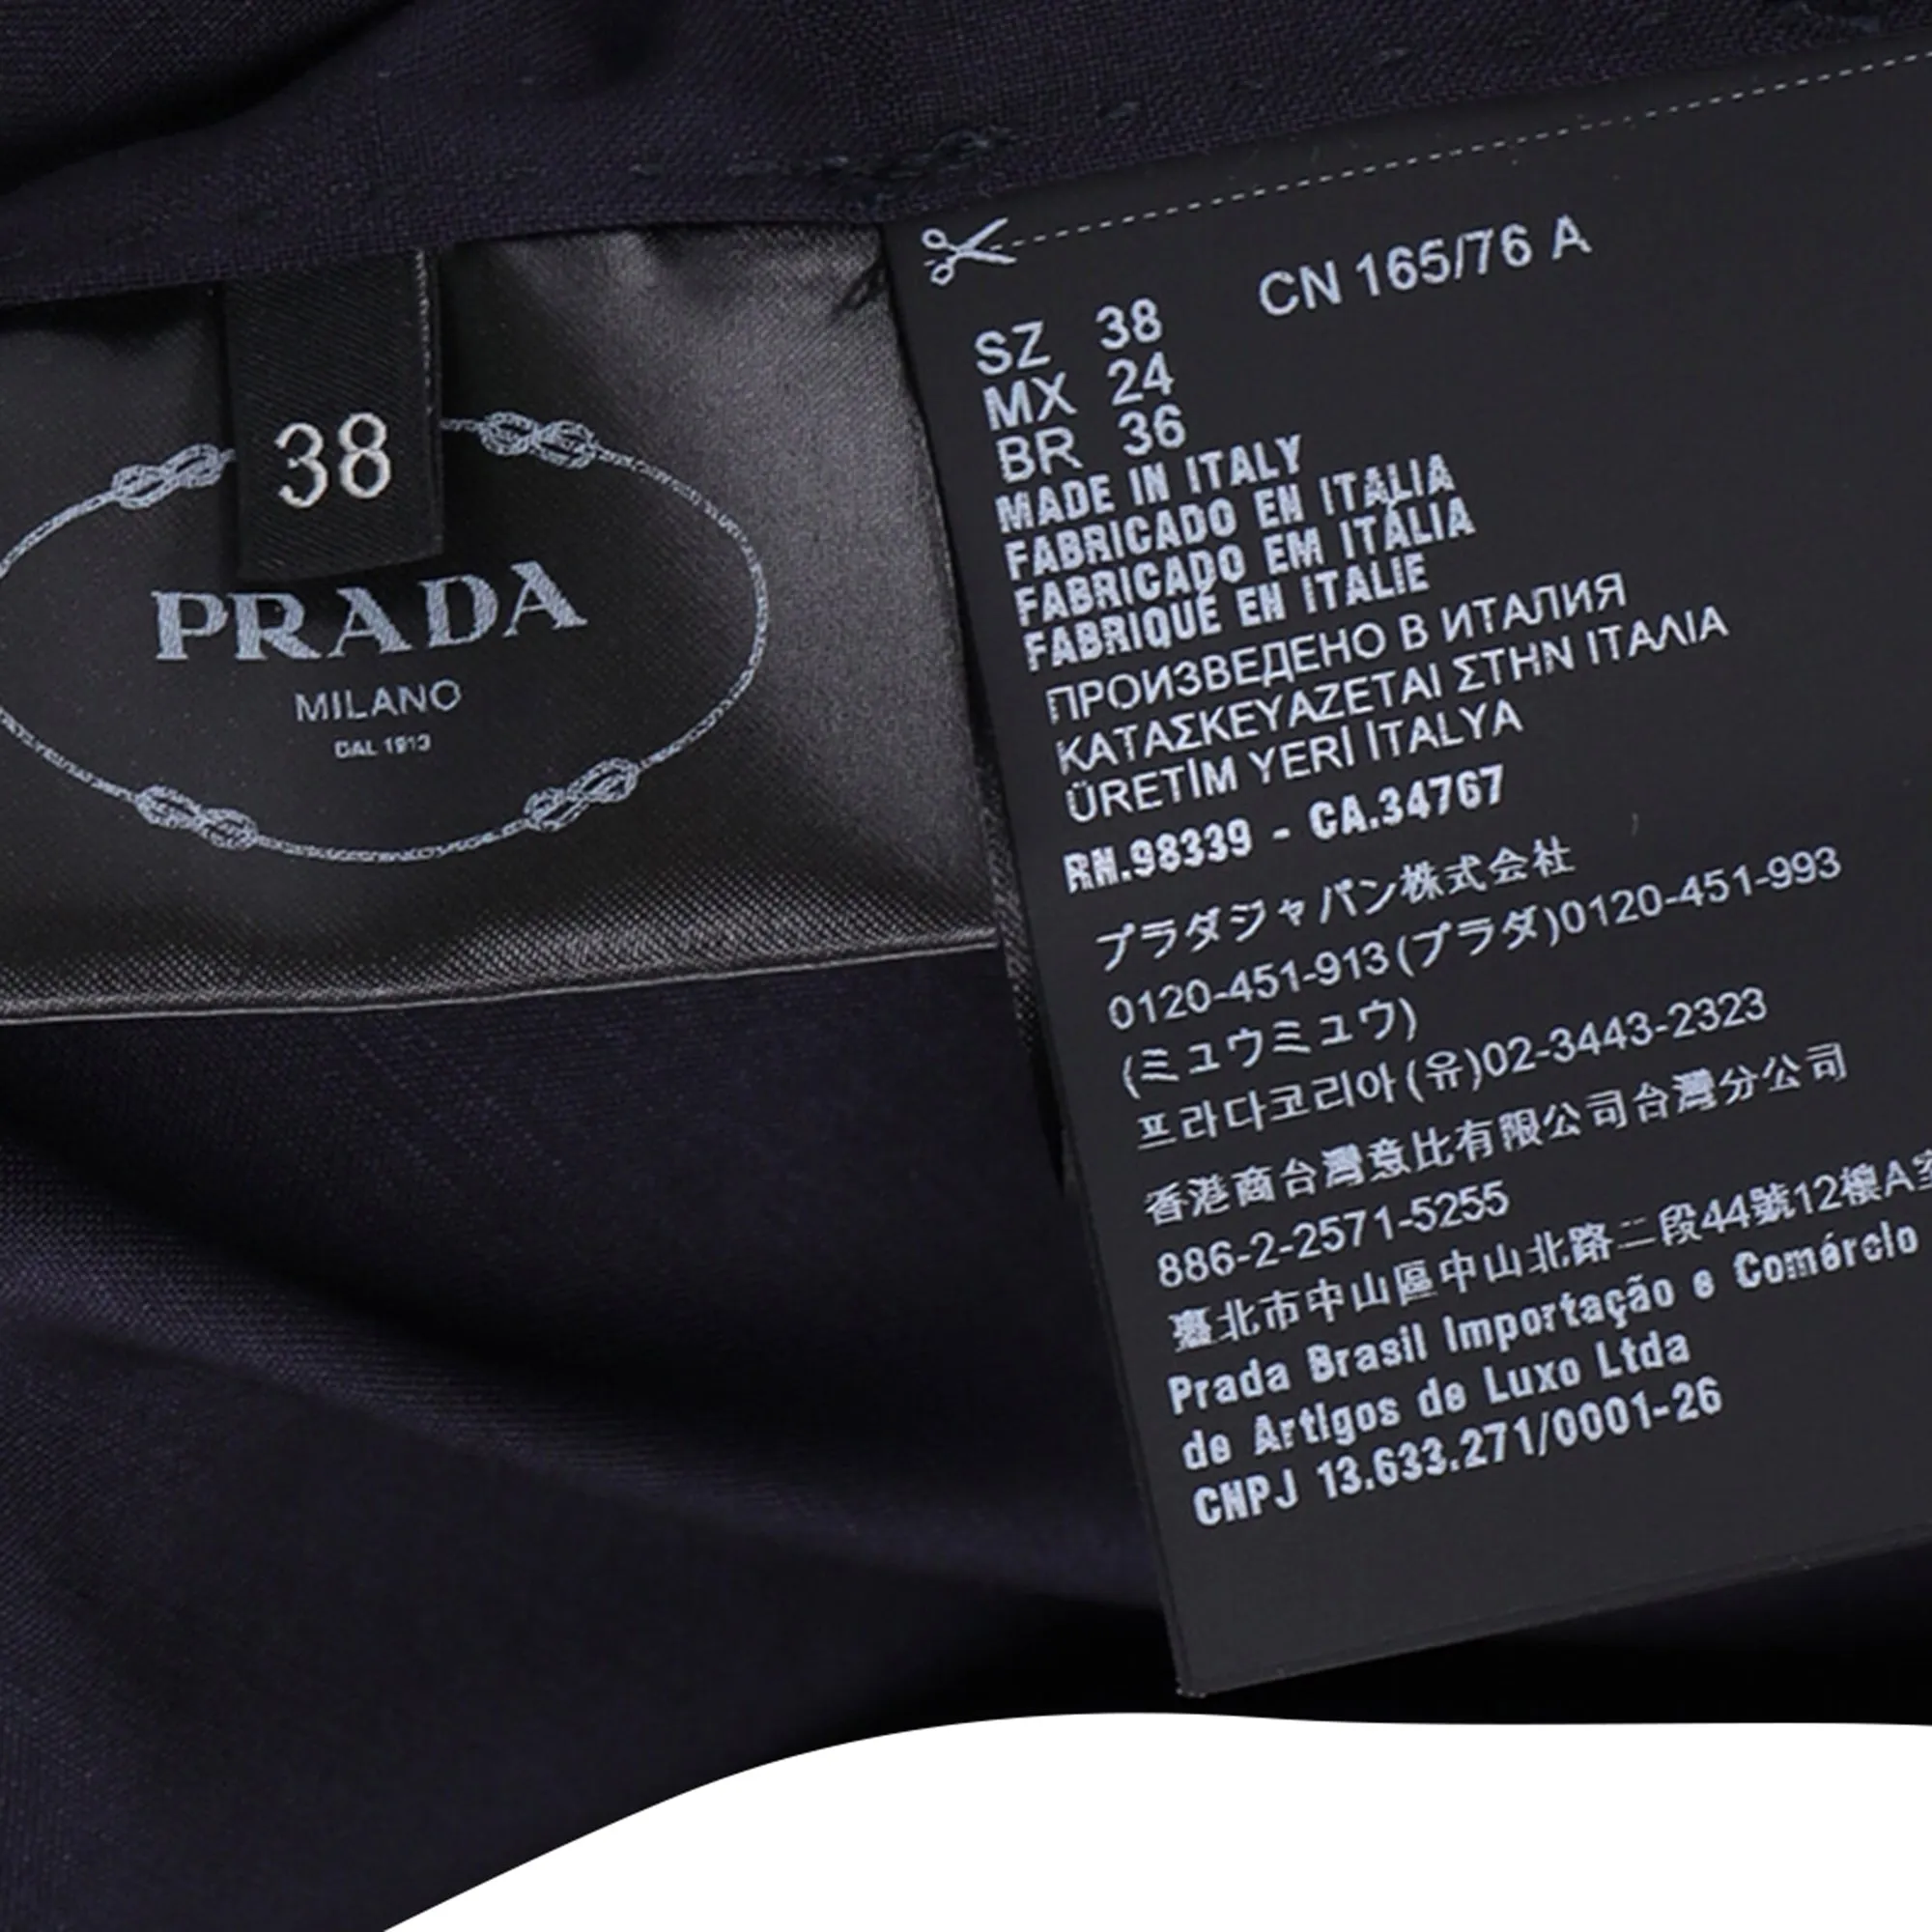 38
PRADA
MILANO
DAL 1913
CN 165/76 A
SZ 38
MX 24
BR 36
MADE IN ITALY
FABRICADO EN ITALIA
FABRICADO EM ITÁLIA
FABRIQUÉ EN ITALIE
ПРОИЗВЕДЕНО В ИТАЛИЯ
ΚΑΤΑΣΚΕΥΑΖΕΤΑΙ ΣΤΗΝ ΙΤΑΛΙΑ
ÜRETİM YERİ İTALYA
RN.98339 - CA.34767
プラダジャパン株式会社
0120-451-913(プラダ)0120-451-993
(ミュウミュウ)
프라다코리아(유)02-3443-2323
香港商台灣意比有限公司台灣分公司
886-2-2571-5255
臺北市中山區中山北路二段44號12樓A室
Prada Brasil Importação e Comércio
de Artigos de Luxo Ltda
CNPJ 13.633.271/0001-26